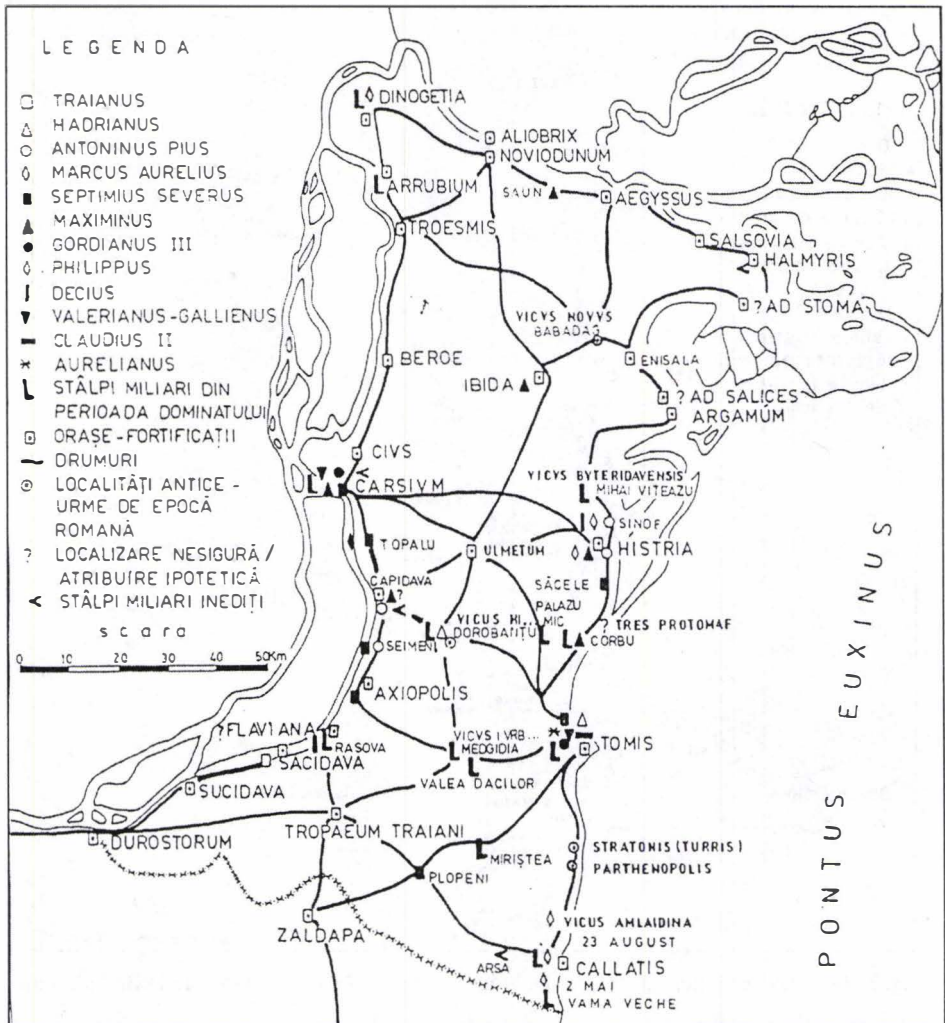 LEGENDA
TRAIANUS
HADRIANUS
ANTONINUS PIUS
MARCUS AURELIUS
SEPTIMIUS SEVERUS
MAXIMINUS
GORDIANUS III
PHILIPPUS
DECIUS
VALERIANUS-GALLIENUS
CLAUDIUS II
AURELIANUS
STÂLPI MILIARI DIN
PERIOADA DOMINATULUI
ORAȘE-FORTIFICAȚII
DRUMURI
LOCALITĂȚI ANTICE -
URME DE EPOCĂ
ROMANĂ
? LOCALIZARE NESIGURĂ /
ATRIBUIRE IPOTETICĂ
STÂLPI MILIARI INEDIȚI
scara
0 10 20 30 40 50Km
DINOGETIA
ALIOBRIX
NOVIODUNUM
ARRUBIUM
SAUN
AEGYSSUS
TROESMIS
SALSOVIA
HALMYRIS
? AD STOMA
VICVS NOVVS
BABADAG
BEROE
ENISALA
IBIDA
? AD SALICES
ARGAMUM
CIVS
CARSIVM
VICVS BYTERIDAVENSIS
MIHAI VITEAZU
SINOE
TOPALU
ULMETUM
HISTRIA
CAPIDAVA
?
SĂCELE
PALAZU
MIC
VICUS HI...
DOROBANȚU
? TRES PROTOMAE
CORBU
SEIMENI
AXIOPOLIS
? FLAVIANA
RASOVA
VICVS I VRB...
MEDGIDIA
TOMIS
SACIDAVA
VALEA DACILOR
SUCIDAVA
DUROSTORUM
TROPAEUM TRAIANI
MIRIȘTEA
STRATONIS (TURRIS)
PARTHENOPOLIS
PLOPENI
ZALDAPA
VICUS AMLAIDINA
23 AUGUST
ARSA
CALLATIS
2 MAI
VAMA VECHE
PONTUS EUXINUS